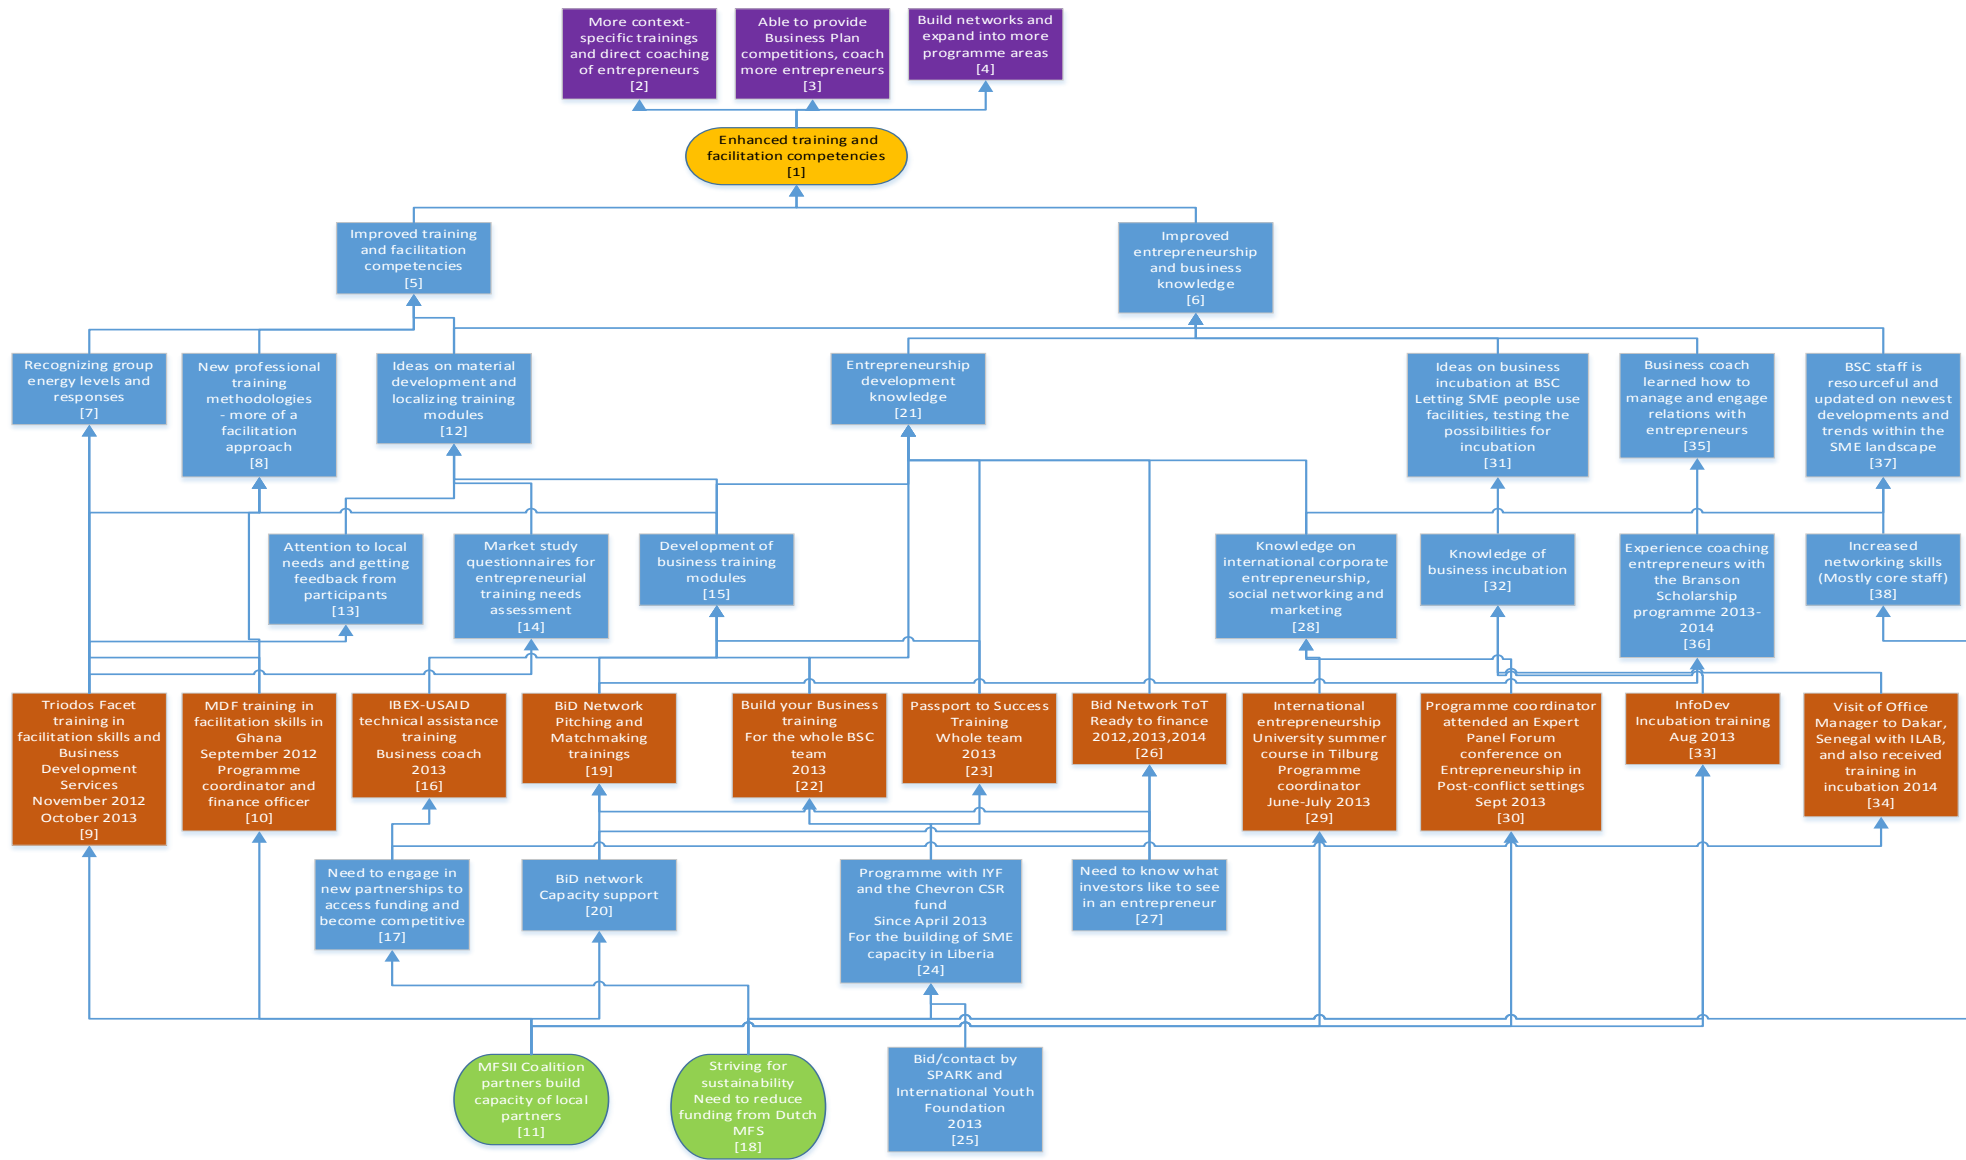 More context-
specific trainings
and direct coaching
of entrepreneurs
[2]
Able to provide
Business Plan
competitions, coach
more entrepreneurs
[3]
Build networks and
expand into more
programme areas
[4]
Enhanced training and
facilitation competencies
[1]
Improved training
and facilitation
competencies
[5]
Improved
entrepreneurship
and business
knowledge
[6]
Recognizing group
energy levels and
responses
[7]
New professional
training
methodologies
- more of a
facilitation
approach
[8]
Ideas on material
development and
localizing training
modules
[12]
Entrepreneurship
development
knowledge
[21]
Ideas on business
incubation at BSC
Letting SME people use
facilities, testing the
possibilities for
incubation
[31]
Business coach
learned how to
manage and engage
relations with
entrepreneurs
[35]
BSC staff is
resourceful and
updated on newest
developments and
trends within the
SME landscape
[37]
Attention to local
needs and getting
feedback from
participants
[13]
Market study
questionnaires for
entrepreneurial
training needs
assessment
[14]
Development of
business training
modules
[15]
Knowledge on
international corporate
entrepreneurship,
social networking and
marketing
[28]
Knowledge of
business incubation
[32]
Experience coaching
entrepreneurs with
the Branson
Scholarship
programme 2013-
2014
[36]
Increased
networking skills
(Mostly core staff)
[38]
Triodos Facet
training in
facilitation skills and
Business
Development
Services
November 2012
October 2013
[9]
MDF training in
facilitation skills in
Ghana
September 2012
Programme
coordinator and
finance officer
[10]
IBEX-USAID
technical assistance
training
Business coach
2013
[16]
BiD Network
Pitching and
Matchmaking
trainings
[19]
Build your Business
training
For the whole BSC
team
2013
[22]
Passport to Success
Training
Whole team
2013
[23]
Bid Network ToT
Ready to finance
2012,2013,2014
[26]
International
entrepreneurship
University summer
course in Tilburg
Programme
coordinator
June-July 2013
[29]
Programme coordinator
attended an Expert
Panel Forum
conference on
Entrepreneurship in
Post-conflict settings
Sept 2013
[30]
InfoDev
Incubation training
Aug 2013
[33]
Visit of Office
Manager to Dakar,
Senegal with ILAB,
and also received
training in
incubation 2014
[34]
Need to engage in
new partnerships to
access funding and
become competitive
[17]
BiD network
Capacity support
[20]
Programme with IYF
and the Chevron CSR
fund
Since April 2013
For the building of SME
capacity in Liberia
[24]
Need to know what
investors like to see
in an entrepreneur
[27]
MFSII Coalition
partners build
capacity of local
partners
[11]
Striving for
sustainability
Need to reduce
funding from Dutch
MFS
[18]
Bid/contact by
SPARK and
International Youth
Foundation
2013
[25]